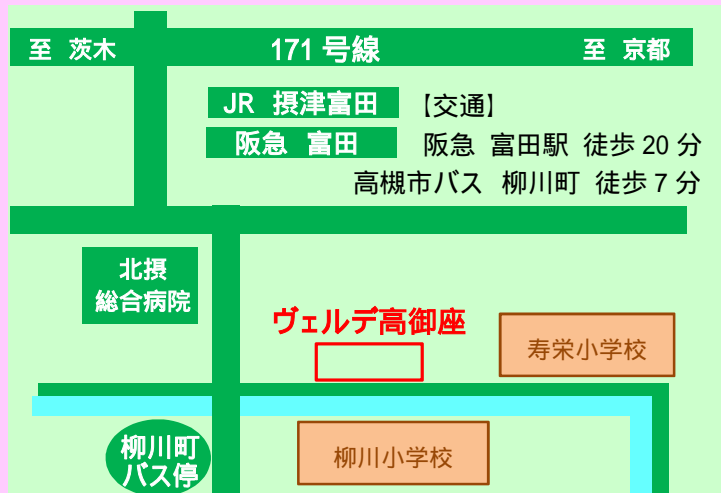 至 茨木 171 号線 至 京都
JR 摂津富田 【交通】
阪急 富田 阪急 富田駅 徒歩 20 分
高槻市バス 柳川町 徒歩 7 分
北摂
総合病院
ヴェルデ高御座
寿栄小学校
柳川町
バス停
柳川小学校